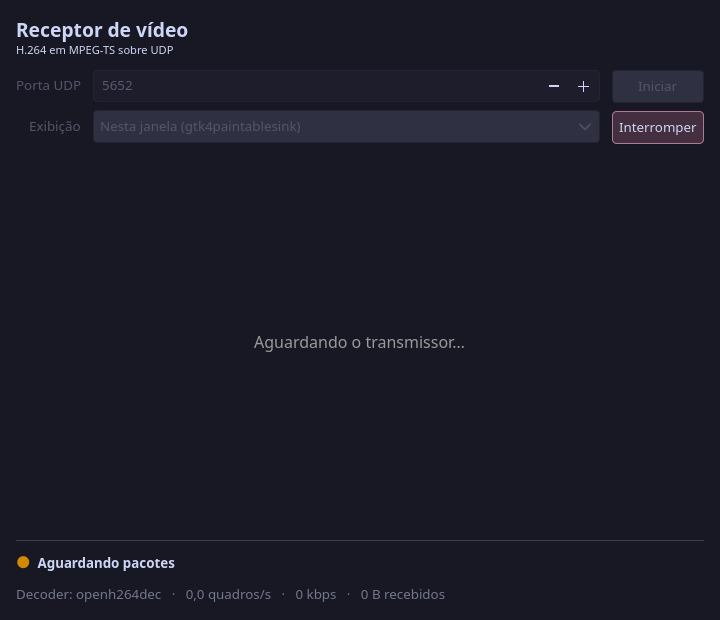 Receptor de vídeo
H.264 em MPEG-TS sobre UDP
Porta UDP 5652 Iniciar
Exibição Nesta janela (gtk4paintablesink) Interromper
Aguardando o transmissor...
Aguardando pacotes
Decoder: openh264dec · 0,0 quadros/s · 0 kbps · 0 B recebidos